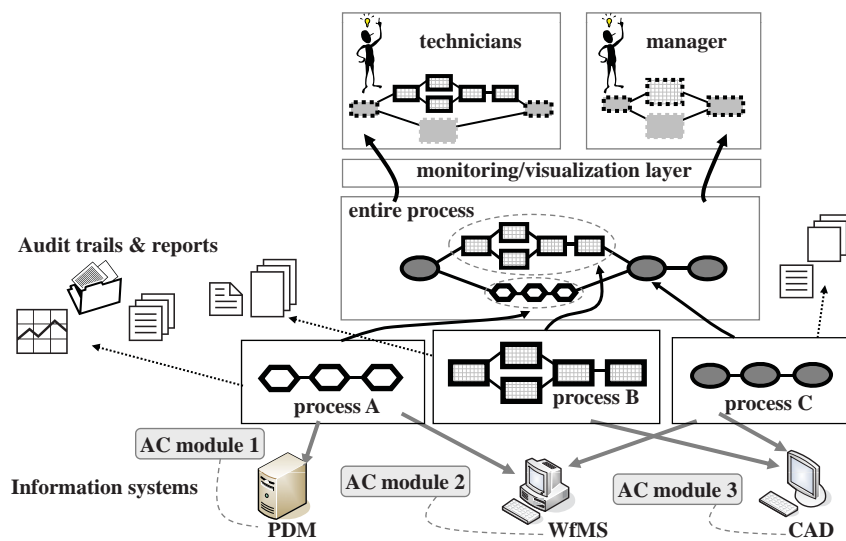 technicians
manager
monitoring/visualization layer
entire process
Audit trails & reports
process A
process B
process C
AC module 1
AC module 2
AC module 3
Information systems
PDM
WfMS
CAD